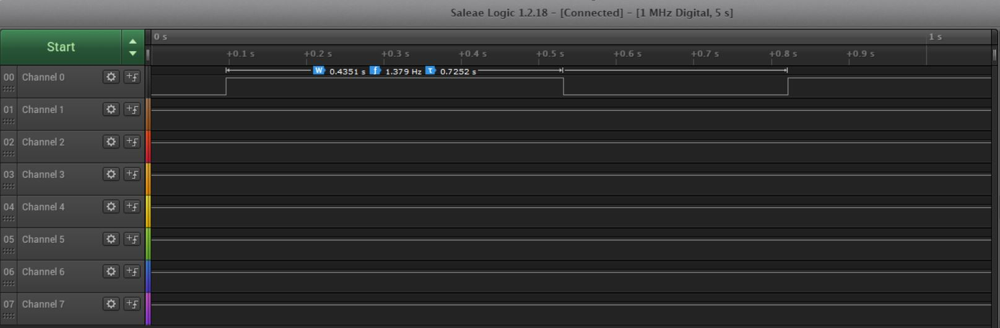 Saleae Logic 1.2.18 - [Connected] - [1 MHz Digital, 5 s]
Start
0 s 1 s
+0.1 s +0.2 s +0.3 s +0.4 s +0.5 s +0.6 s +0.7 s +0.8 s +0.9 s
00 Channel 0 W 0.4351 s f 1.379 Hz τ 0.7252 s
01 Channel 1
02 Channel 2
03 Channel 3
04 Channel 4
05 Channel 5
06 Channel 6
07 Channel 7